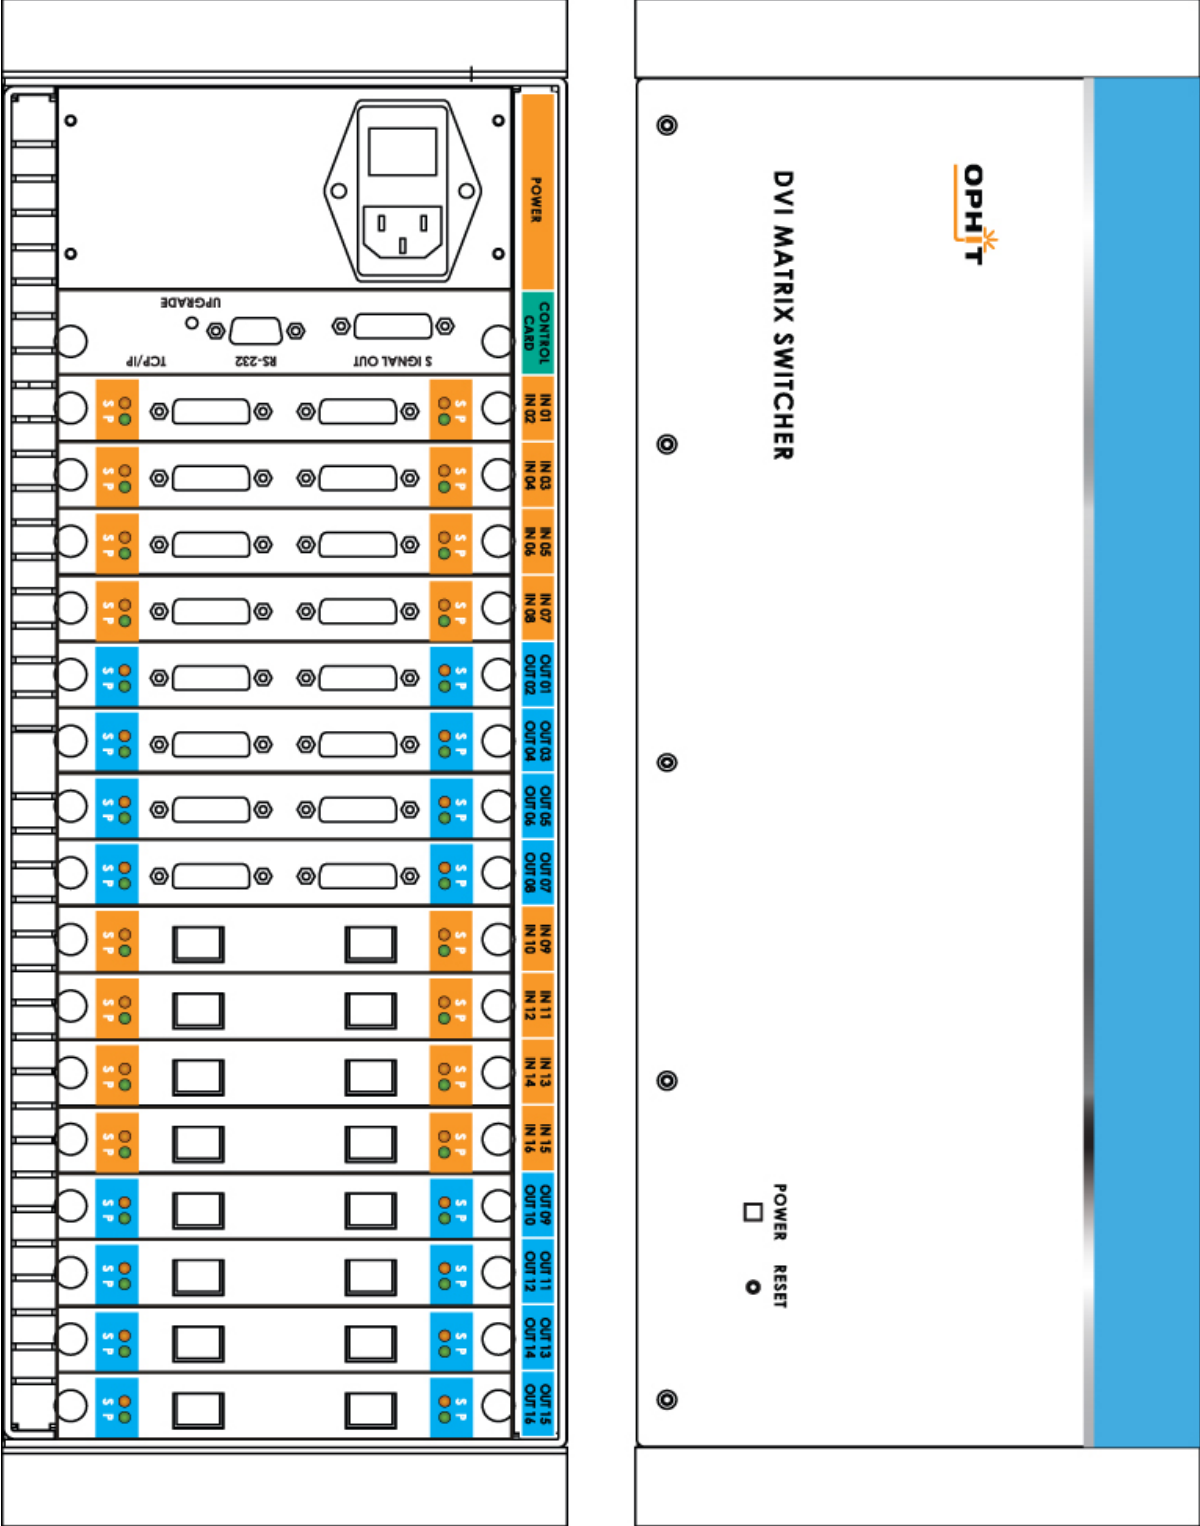 POWER
CONTROL
CARD
UPGRADE
TCP/IP
RS-232
S IGNAL OUT
S P
S P
IN 01
IN 02
S P
S P
IN 03
IN 04
S P
S P
IN 05
IN 06
S P
S P
IN 07
IN 08
S P
S P
OUT 01
OUT 02
S P
S P
OUT 03
OUT 04
S P
S P
OUT 05
OUT 06
S P
S P
OUT 07
OUT 08
S P
S P
IN 09
IN 10
S P
S P
IN 11
IN 12
S P
S P
IN 13
IN 14
S P
S P
IN 15
IN 16
S P
S P
OUT 09
OUT 10
S P
S P
OUT 11
OUT 12
S P
S P
OUT 13
OUT 14
S P
S P
OUT 15
OUT 16
OPHIT
DVI MATRIX SWITCHER
POWER
RESET